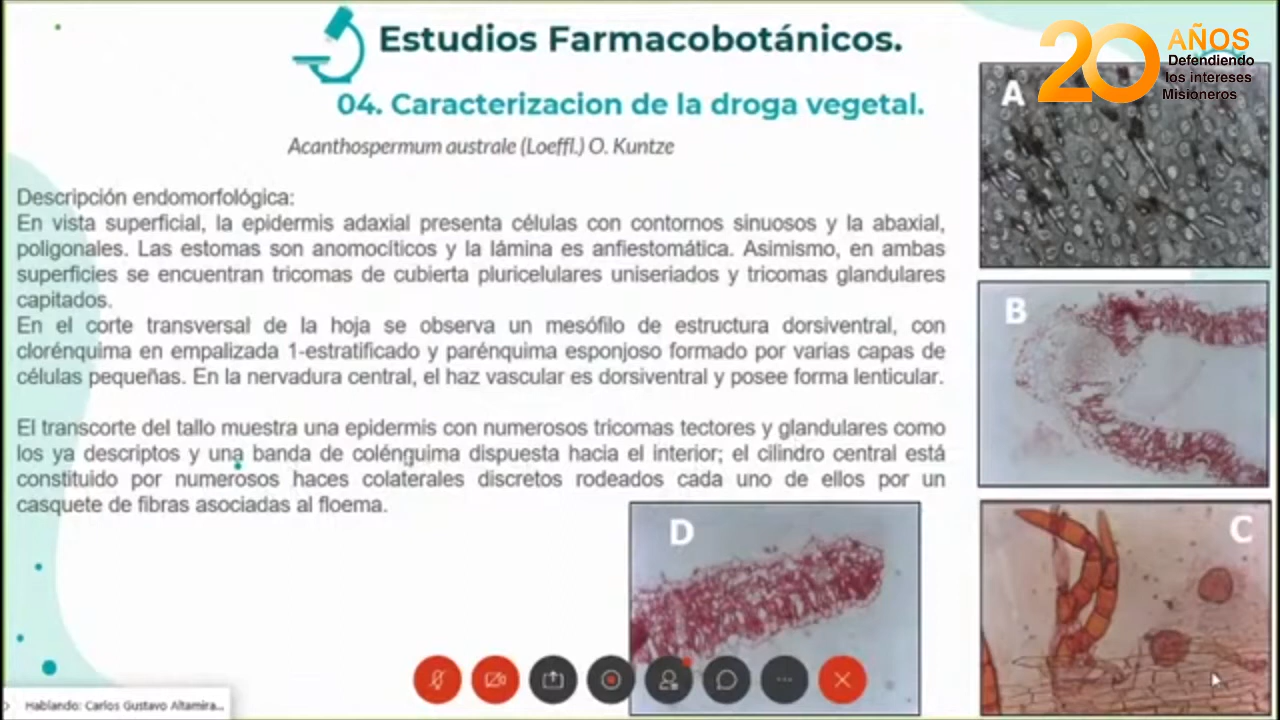 Estudios Farmacobotánicos.
04. Caracterizacion de la droga vegetal.
Acanthospermum australe (Loeffl.) O. Kuntze
20 AÑOS
Defendiendo
los intereses
Misioneros
A
Descripción endomorfológica:
En vista superficial, la epidermis adaxial presenta células con contornos sinuosos y la abaxial,
poligonales. Las estomas son anomocíticos y la lámina es anfiestomática. Asimismo, en ambas
superficies se encuentran tricomas de cubierta pluricelulares uniseriados y tricomas glandulares
capitados.
En el corte transversal de la hoja se observa un mesófilo de estructura dorsiventral, con
clorénquima en empalizada 1-estratificado y parénquima esponjoso formado por varias capas de
células pequeñas. En la nervadura central, el haz vascular es dorsiventral y posee forma lenticular.
B
El transcorte del tallo muestra una epidermis con numerosos tricomas tectores y glandulares como
los ya descriptos y una banda de colénguima dispuesta hacia el interior; el cilindro central está
constituido por numerosos haces colaterales discretos rodeados cada uno de ellos por un
casquete de fibras asociadas al floema.
D
C
Hablando: Carlos Gustavo Altamira...